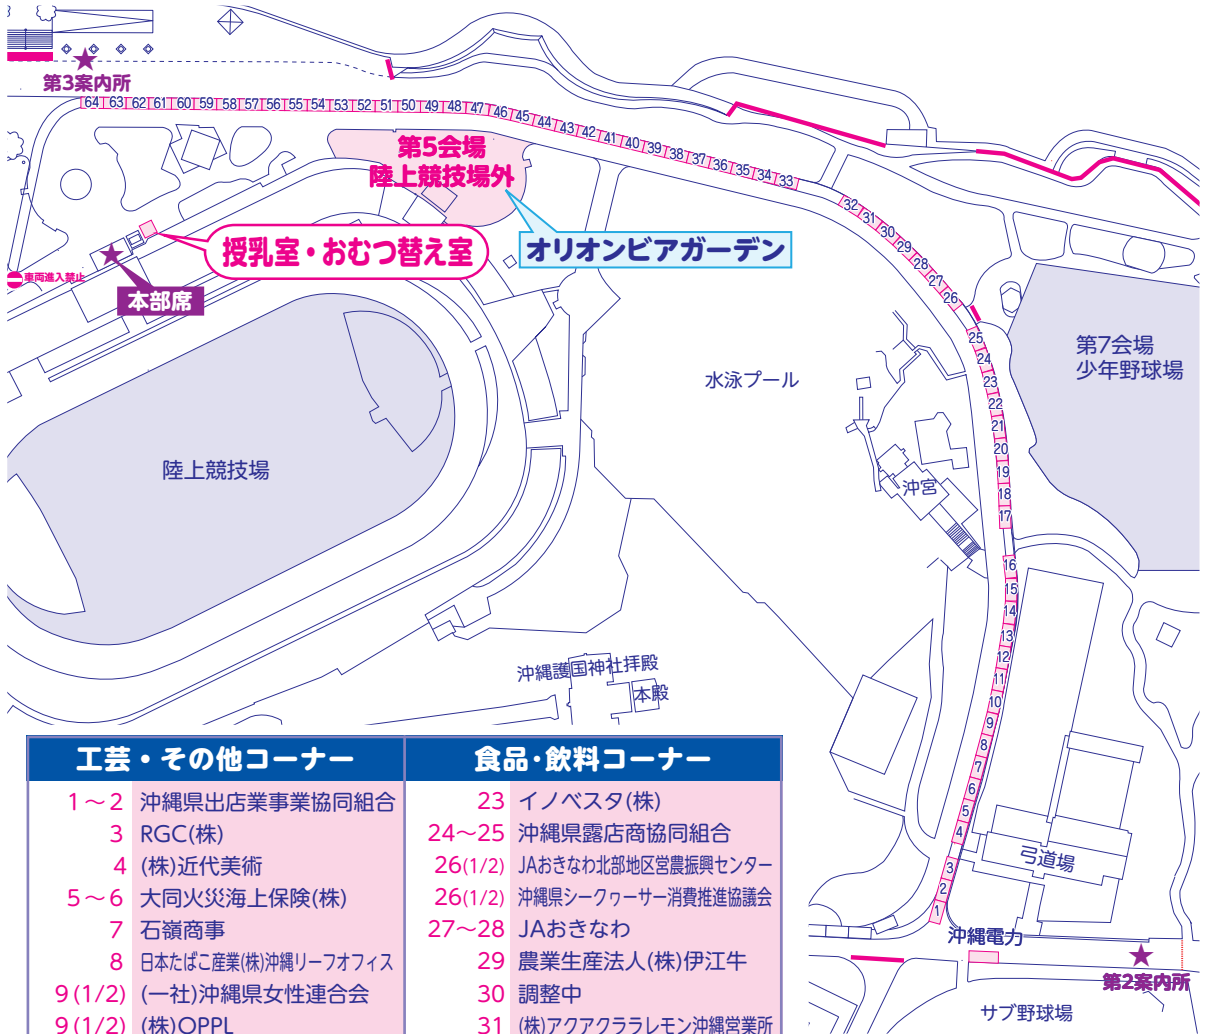 第3案内所
64 63 62 61 60 59 58 57 56 55 54 53 52 51 50 49 48 47 46 45 44 43 42 41 40 39 38 37 36 35 34 33
第5会場
陸上競技場外
32 31 30 29 28 27 26
授乳室・おむつ替え室
オリオンビアガーデン
車両進入禁止
本部席
25 24 23 22 21 20 19 18 17
第7会場
少年野球場
水泳プール
陸上競技場
沖宮
16 15 14 13 12 11 10 9 8 7 6 5 4 3 2 1
沖縄護国神社拝殿
本殿
弓道場
沖縄電力
第2案内所
サブ野球場
工芸・その他コーナー
1～2 沖縄県出店業事業協同組合
3 RGC(株)
4 (株)近代美術
5～6 大同火災海上保険(株)
7 石嶺商事
8 日本たばこ産業(株)沖縄リーフオフィス
9(1/2) (一社)沖縄県女性連合会
9(1/2) (株)OPPL
食品・飲料コーナー
23 イノベスタ(株)
24～25 沖縄県露店商協同組合
26(1/2) JAおきなわ北部地区営農振興センター
26(1/2) 沖縄県シークヮーサー消費推進協議会
27～28 JAおきなわ
29 農業生産法人(株)伊江牛
30 調整中
31 (株)アクアクララレモン沖縄営業所